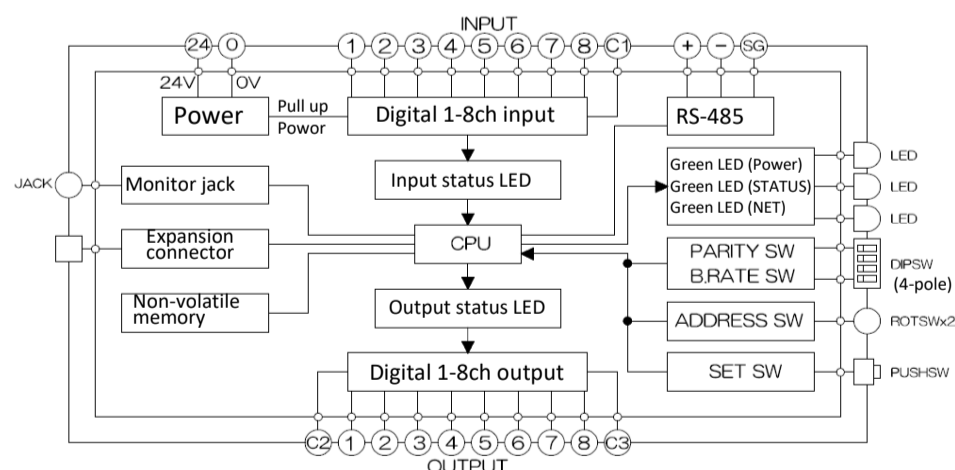 INPUT
24 0 1 2 3 4 5 6 7 8 C1 + − SG
24V 0V
Power
Pull up
Powor
Digital 1-8ch input
RS-485
Input status LED
Green LED (Power)
Green LED (STATUS)
Green LED (NET)
LED
LED
LED
JACK
Monitor jack
Expansion
connector
CPU
PARITY SW
B.RATE SW
DIPSW
(4-pole)
Non-volatile
memory
Output status LED
ADDRESS SW
ROTSWx2
Digital 1-8ch output
SET SW
PUSHSW
C2 1 2 3 4 5 6 7 8 C3
OUTPUT